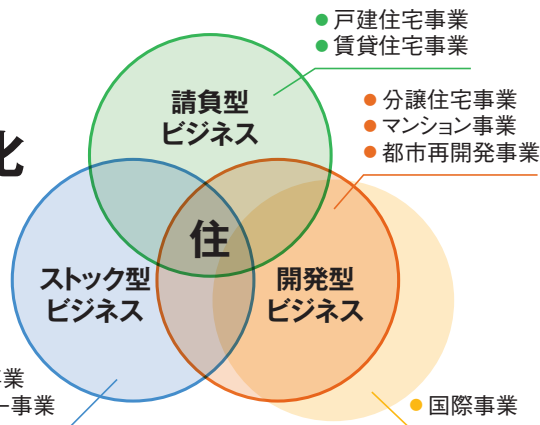 ● 戸建住宅事業
● 賃貸住宅事業
請負型
ビジネス
● 分譲住宅事業
● マンション事業
● 都市再開発事業
化
住
ストック型
ビジネス
開発型
ビジネス
業
ー事業
● 国際事業